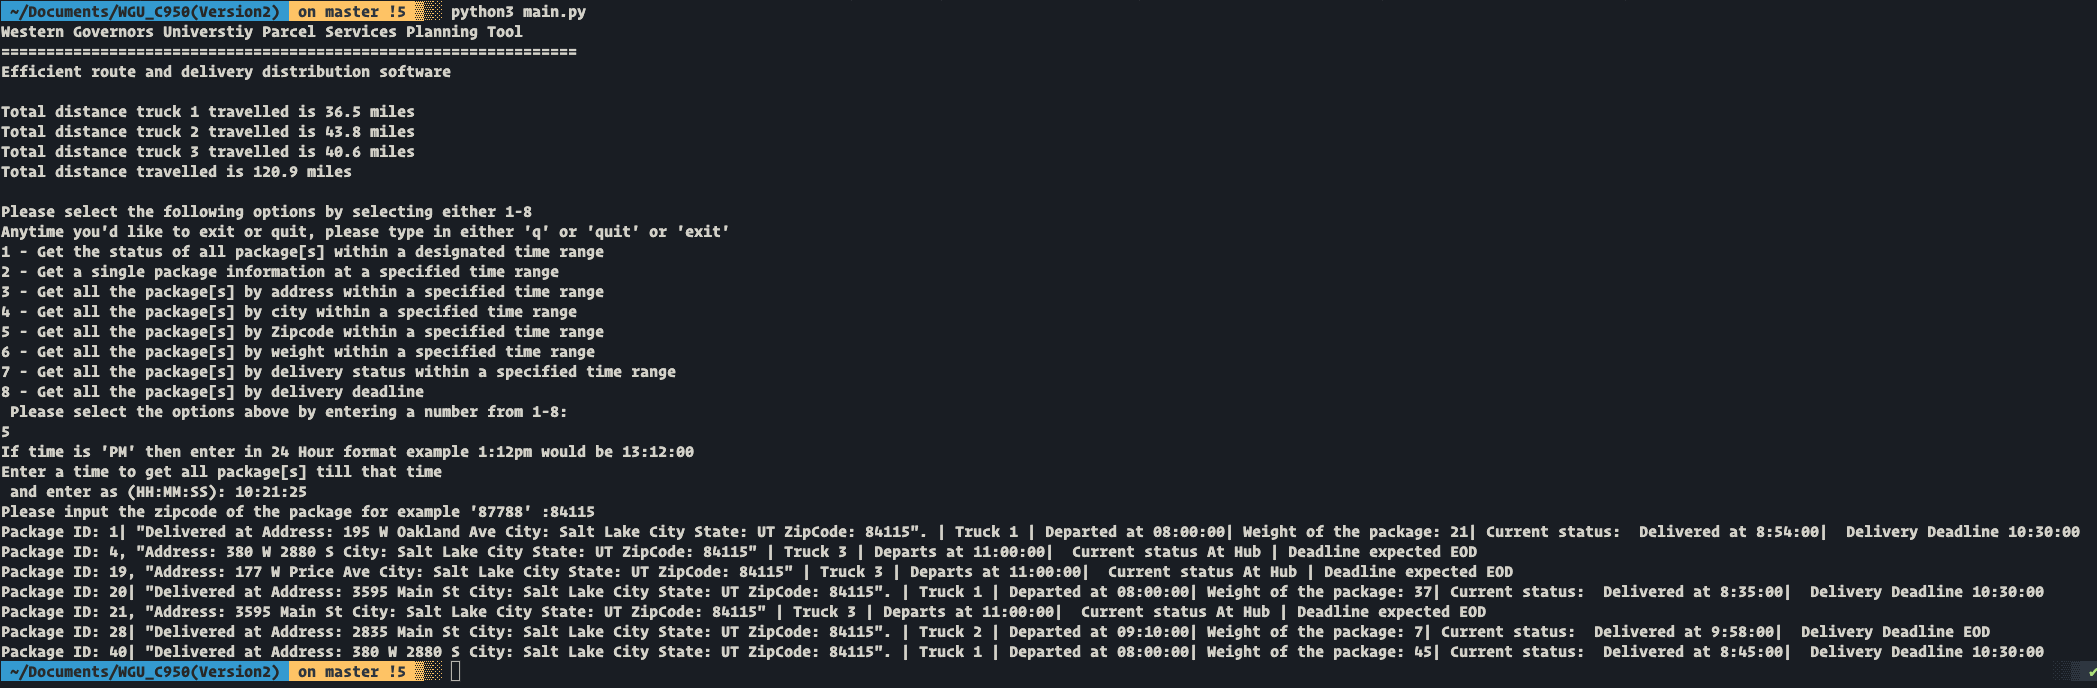 ~/Documents/WGU_C950(Version2) on master !5 python3 main.py
Western Governors Universtiy Parcel Services Planning Tool
================================================================
Efficient route and delivery distribution software
Total distance truck 1 travelled is 36.5 miles
Total distance truck 2 travelled is 43.8 miles
Total distance truck 3 travelled is 40.6 miles
Total distance travelled is 120.9 miles
Please select the following options by selecting either 1-8
Anytime you'd like to exit or quit, please type in either 'q' or 'quit' or 'exit'
1 - Get the status of all package[s] within a designated time range
2 - Get a single package information at a specified time range
3 - Get all the package[s] by address within a specified time range
4 - Get all the package[s] by city within a specified time range
5 - Get all the package[s] by Zipcode within a specified time range
6 - Get all the package[s] by weight within a specified time range
7 - Get all the package[s] by delivery status within a specified time range
8 - Get all the package[s] by delivery deadline
 Please select the options above by entering a number from 1-8:
5
If time is 'PM' then enter in 24 Hour format example 1:12pm would be 13:12:00
Enter a time to get all package[s] till that time
 and enter as (HH:MM:SS): 10:21:25
Please input the zipcode of the package for example '87788' :84115
Package ID: 1| "Delivered at Address: 195 W Oakland Ave City: Salt Lake City State: UT ZipCode: 84115". | Truck 1 | Departed at 08:00:00| Weight of the package: 21| Current status:  Delivered at 8:54:00|  Delivery Deadline 10:30:00
Package ID: 4, "Address: 380 W 2880 S City: Salt Lake City State: UT ZipCode: 84115" | Truck 3 | Departs at 11:00:00|  Current status At Hub | Deadline expected EOD
Package ID: 19, "Address: 177 W Price Ave City: Salt Lake City State: UT ZipCode: 84115" | Truck 3 | Departs at 11:00:00|  Current status At Hub | Deadline expected EOD
Package ID: 20| "Delivered at Address: 3595 Main St City: Salt Lake City State: UT ZipCode: 84115". | Truck 1 | Departed at 08:00:00| Weight of the package: 37| Current status:  Delivered at 8:35:00|  Delivery Deadline 10:30:00
Package ID: 21, "Address: 3595 Main St City: Salt Lake City State: UT ZipCode: 84115" | Truck 3 | Departs at 11:00:00|  Current status At Hub | Deadline expected EOD
Package ID: 28| "Delivered at Address: 2835 Main St City: Salt Lake City State: UT ZipCode: 84115". | Truck 2 | Departed at 09:10:00| Weight of the package: 7| Current status:  Delivered at 9:58:00|  Delivery Deadline EOD
Package ID: 40| "Delivered at Address: 380 W 2880 S City: Salt Lake City State: UT ZipCode: 84115". | Truck 1 | Departed at 08:00:00| Weight of the package: 45| Current status:  Delivered at 8:45:00|  Delivery Deadline 10:30:00
~/Documents/WGU_C950(Version2) on master !5